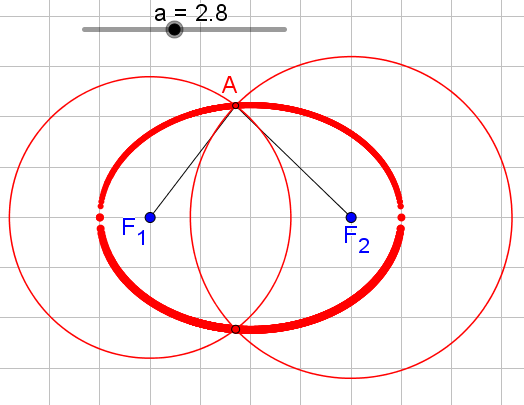 a = 2.8
A
F₁
F₂